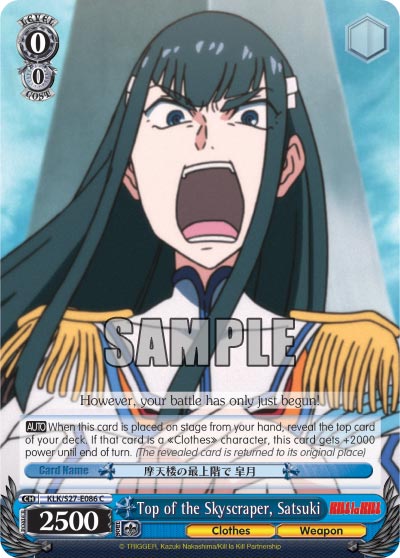 LEVEL
0
0
COST
SAMPLE
However, your battle has only just begun!
AUTO When this card is placed on stage from your hand, reveal the top card
of your deck. If that card is a «Clothes» character, this card gets +2000
power until end of turn. (The revealed card is returned to its original place)
Card Name 摩天楼の最上階で 皐月
CH KLK/S27-E086 C
POWER 2500 SOUL Top of the Skyscraper, Satsuki KILL la KILL
Clothes Weapon
© TRIGGER, Kazuki Nakashima/Kill la Kill Partnership